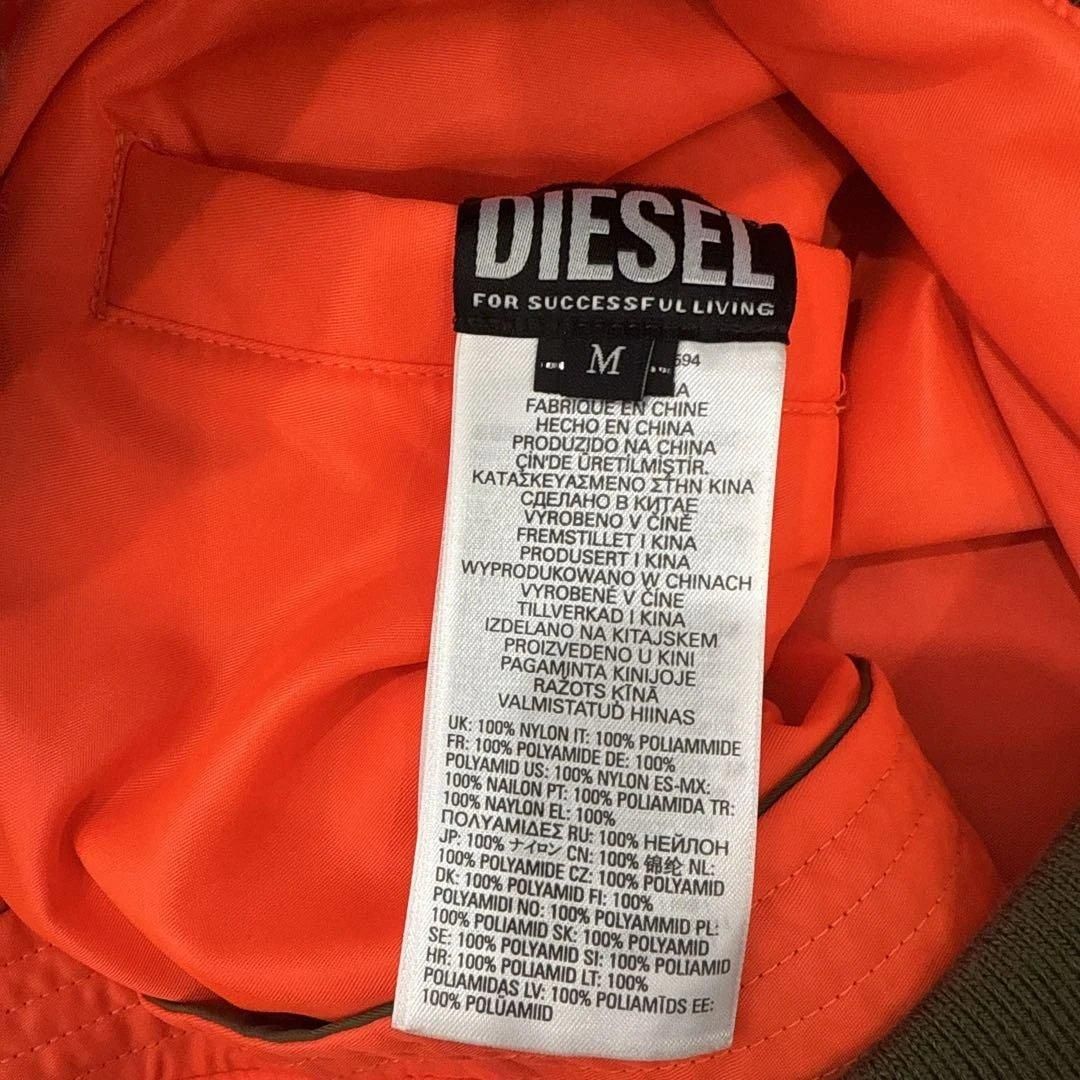 DIESEL
FOR SUCCESSFUL LIVING
M
594
A
FABRIQUÉ EN CHINE
HECHO EN CHINA
PRODUZIDO NA CHINA
ÇIN'DE ÜRETİLMİŞTİR.
ΚΑΤΑΣΚΕΥΑΣΜΕΝΟ ΣΤΗΝ ΚΙΝΑ
СДЕЛАНО В КИТАЕ
VYROBENO V ČÍNĚ
FREMSTILLET I KINA
PRODUSERT I KINA
WYPRODUKOWANO W CHINACH
VYROBENÉ V ČÍNE
TILLVERKAD I KINA
IZDELANO NA KITAJSKEM
PROIZVEDENO U KINI
PAGAMINTA KINIJOJE
RAŽOTS ĶĪNĀ
VALMISTATUD HIINAS
UK: 100% NYLON IT: 100% POLIAMMIDE
FR: 100% POLYAMIDE DE: 100%
POLYAMID US: 100% NYLON ES-MX:
100% NAILON PT: 100% POLIAMIDA TR:
100% NAYLON EL: 100%
ΠΟΛΥΑΜΙΔΕΣ RU: 100% НЕЙЛОН
JP: 100% ナイロン CN: 100% 锦纶 NL:
100% POLYAMIDE CZ: 100% POLYAMID
DK: 100% POLYAMID FI: 100%
POLYAMIDI NO: 100% POLYAMMID PL:
100% POLIAMID SK: 100% POLYAMID
SE: 100% POLYAMID SI: 100% POLIAMID
HR: 100% POLIAMID LT: 100%
POLIAMIDAS LV: 100% POLIAMĪDS EE:
100% POLÜAMIID